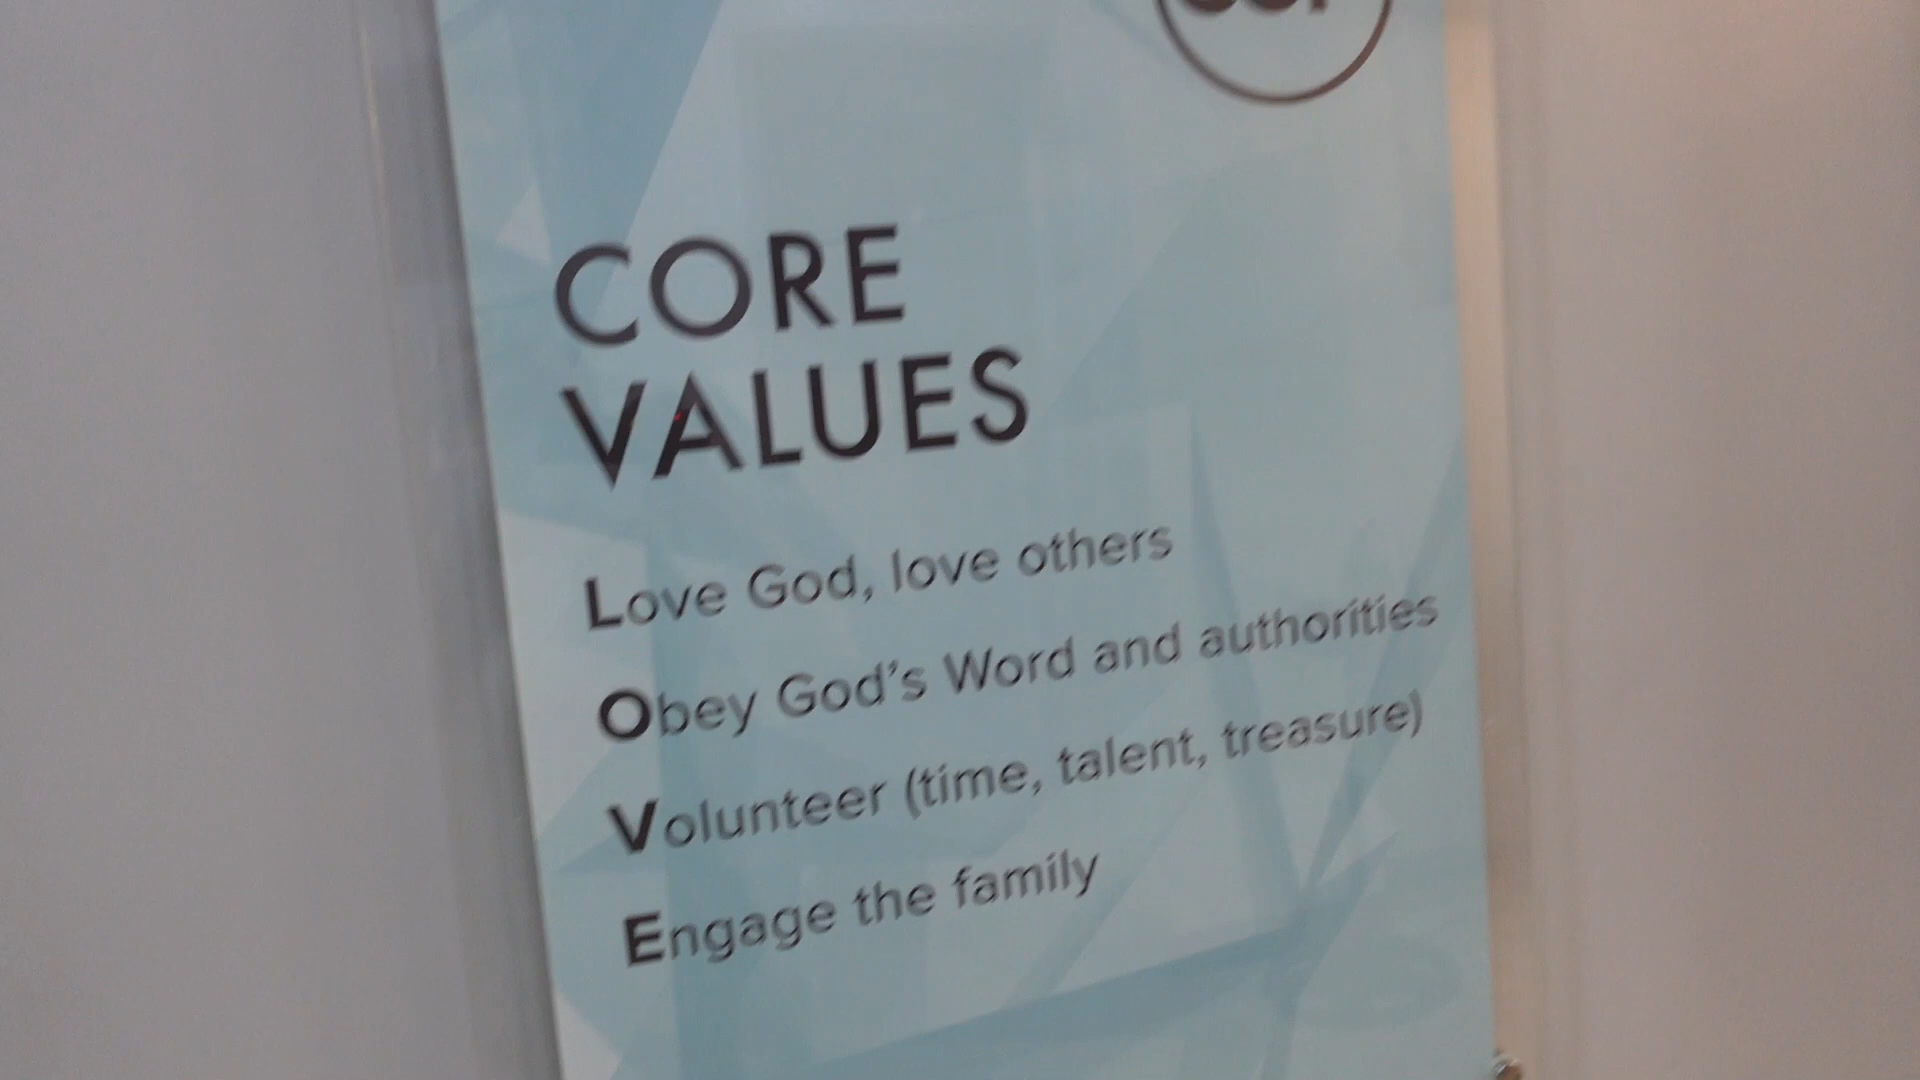 CORE
VALUES
Love God, love others
Obey God's Word and authorities
Volunteer (time, talent, treasure)
Engage the family